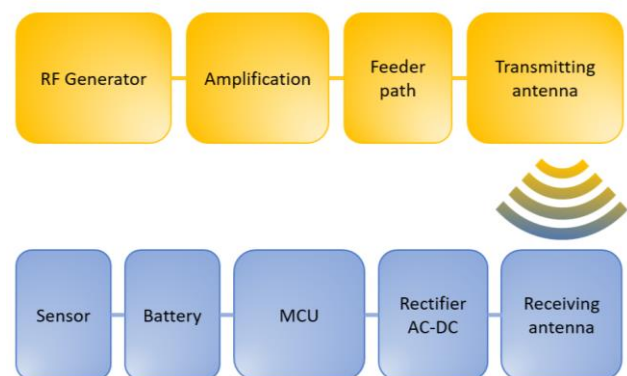 RF Generator
Amplification
Feeder
path
Transmitting
antenna
Sensor
Battery
MCU
Rectifier
AC-DC
Receiving
antenna